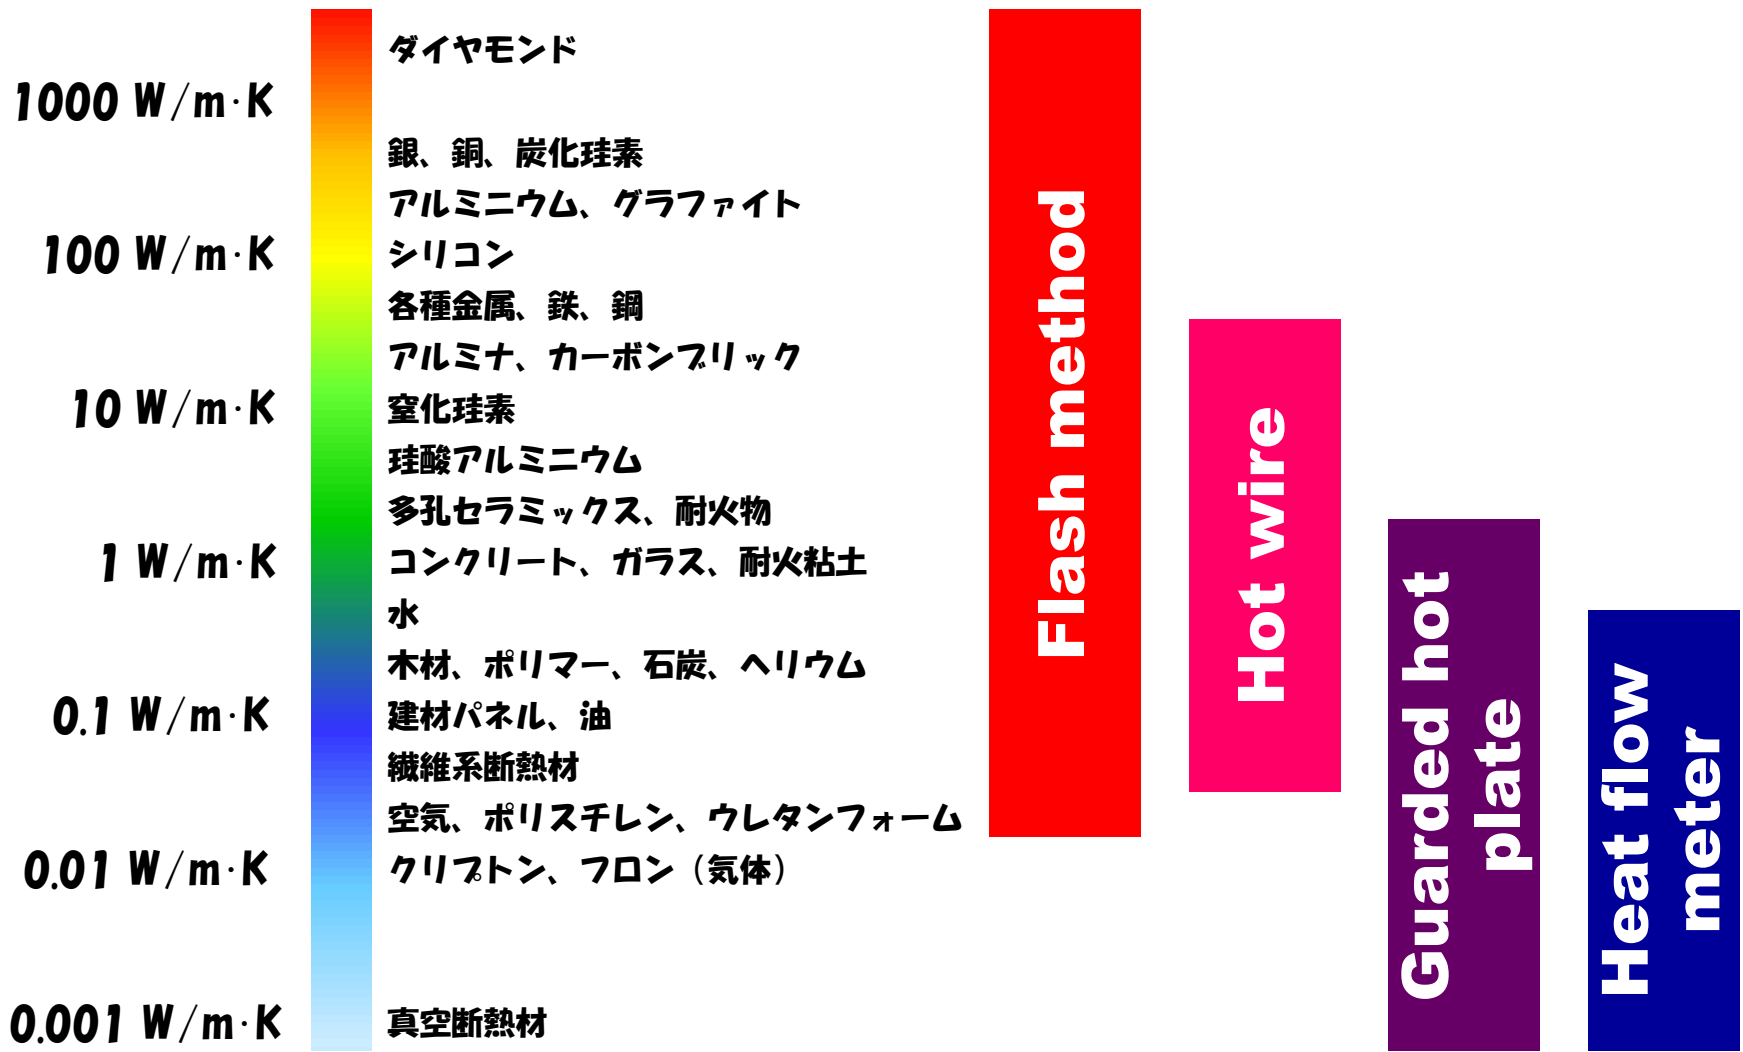 ダイヤモンド
1000 W/m·K
銀、銅、炭化珪素
アルミニウム、グラファイト
100 W/m·K
シリコン
各種金属、鉄、鋼
アルミナ、カーボンブリック
10 W/m·K
窒化珪素
珪酸アルミニウム
多孔セラミックス、耐火物
1 W/m·K
コンクリート、ガラス、耐火粘土
水
木材、ポリマー、石炭、ヘリウム
0.1 W/m·K
建材パネル、油
繊維系断熱材
空気、ポリスチレン、ウレタンフォーム
0.01 W/m·K
クリプトン、フロン（気体）
0.001 W/m·K
真空断熱材
Flash method
Hot wire
Guarded hot
plate
Heat flow
meter